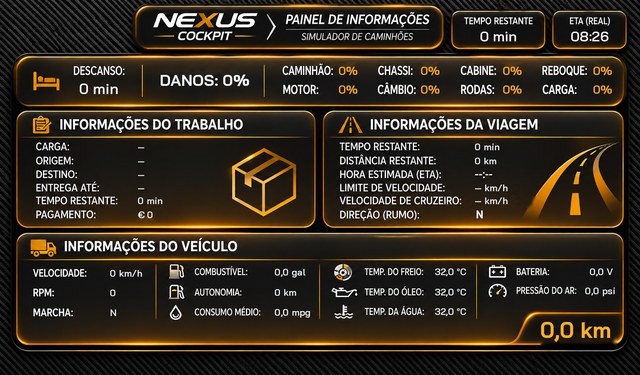 NEXUS COCKPIT
PAINEL DE INFORMAÇÕES
SIMULADOR DE CAMINHÕES
TEMPO RESTANTE
0 min
ETA (REAL)
08:26
DESCANSO:
0 min
DANOS: 0%
CAMINHÃO: 0% CHASSI: 0% CABINE: 0% REBOQUE: 0%
MOTOR: 0% CÂMBIO: 0% RODAS: 0% CARGA: 0%
INFORMAÇÕES DO TRABALHO
CARGA: –
ORIGEM: –
DESTINO: –
ENTREGA ATÉ: –
TEMPO RESTANTE: 0 min
PAGAMENTO: € 0
INFORMAÇÕES DA VIAGEM
TEMPO RESTANTE: 0 min
DISTÂNCIA RESTANTE: 0 km
HORA ESTIMADA (ETA): --:--
LIMITE DE VELOCIDADE: – km/h
VELOCIDADE DE CRUZEIRO: – km/h
DIREÇÃO (RUMO): N
INFORMAÇÕES DO VEÍCULO
VELOCIDADE: 0 km/h
RPM: 0
MARCHA: N
COMBUSTÍVEL: 0,0 gal
AUTONOMIA: 0 km
CONSUMO MÉDIO: 0,0 mpg
TEMP. DO FREIO: 32,0 °C
TEMP. DO ÓLEO: 32,0 °C
TEMP. DA ÁGUA: 32,0 °C
BATERIA: 0,0 V
PRESSÃO DO AR: 0,0 psi
0,0 km